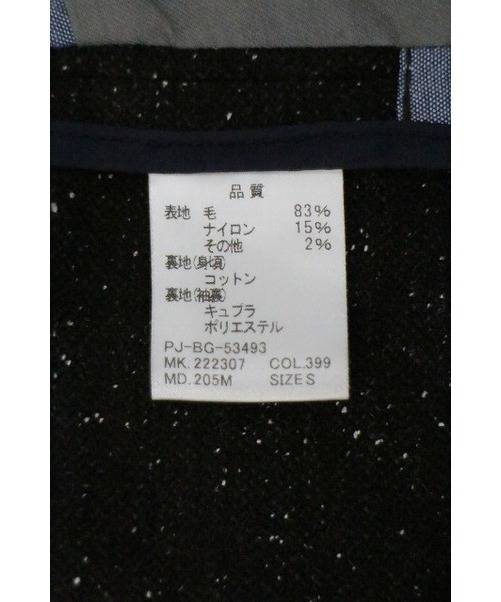 品質
表地 毛 83%
ナイロン 15%
その他 2%
裏地(身頃)
コットン
裏地(袖裏)
キュプラ
ポリエステル
PJ-BG-53493
MK.222307 COL.399
MD.205M SIZE S